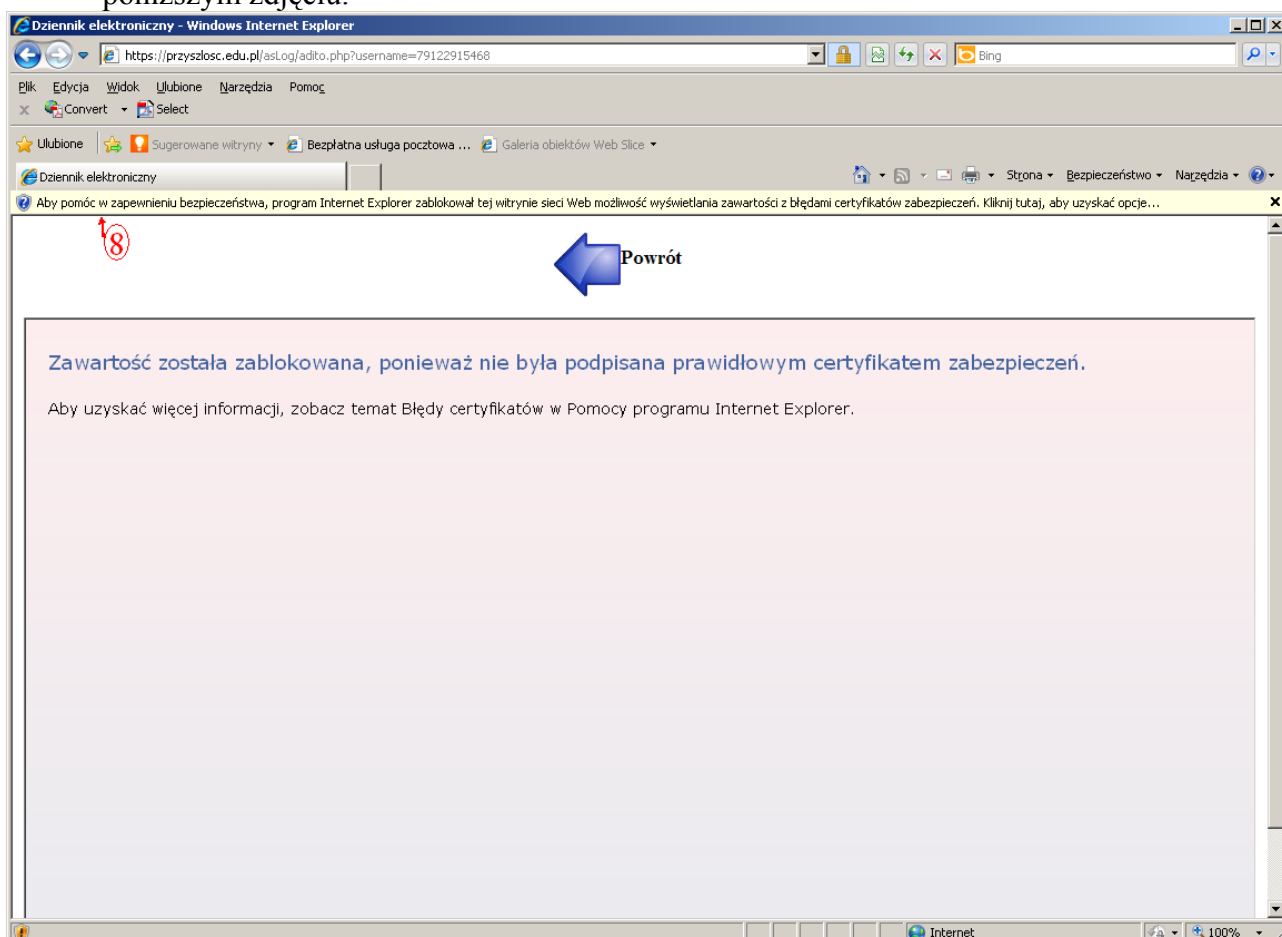 poniższym zdjęciu.
Dziennik elektroniczny - Windows Internet Explorer
https://przyszlosc.edu.pl/asLog/adito.php?username=79122915468
Bing
Plik Edycja Widok Ulubione Narzędzia Pomoc
x Convert Select
Ulubione Sugerowane witryny Bezpłatna usługa pocztowa ... Galeria obiektów Web Slice
Dziennik elektroniczny Strona Bezpieczeństwo Narzędzia
Aby pomóc w zapewnieniu bezpieczeństwa, program Internet Explorer zablokował tej witrynie sieci Web możliwość wyświetlania zawartości z błędami certyfikatów zabezpieczeń. Kliknij tutaj, aby uzyskać opcje...
8
Powrót
Zawartość została zablokowana, ponieważ nie była podpisana prawidłowym certyfikatem zabezpieczeń.
Aby uzyskać więcej informacji, zobacz temat Błędy certyfikatów w Pomocy programu Internet Explorer.
Internet 100%